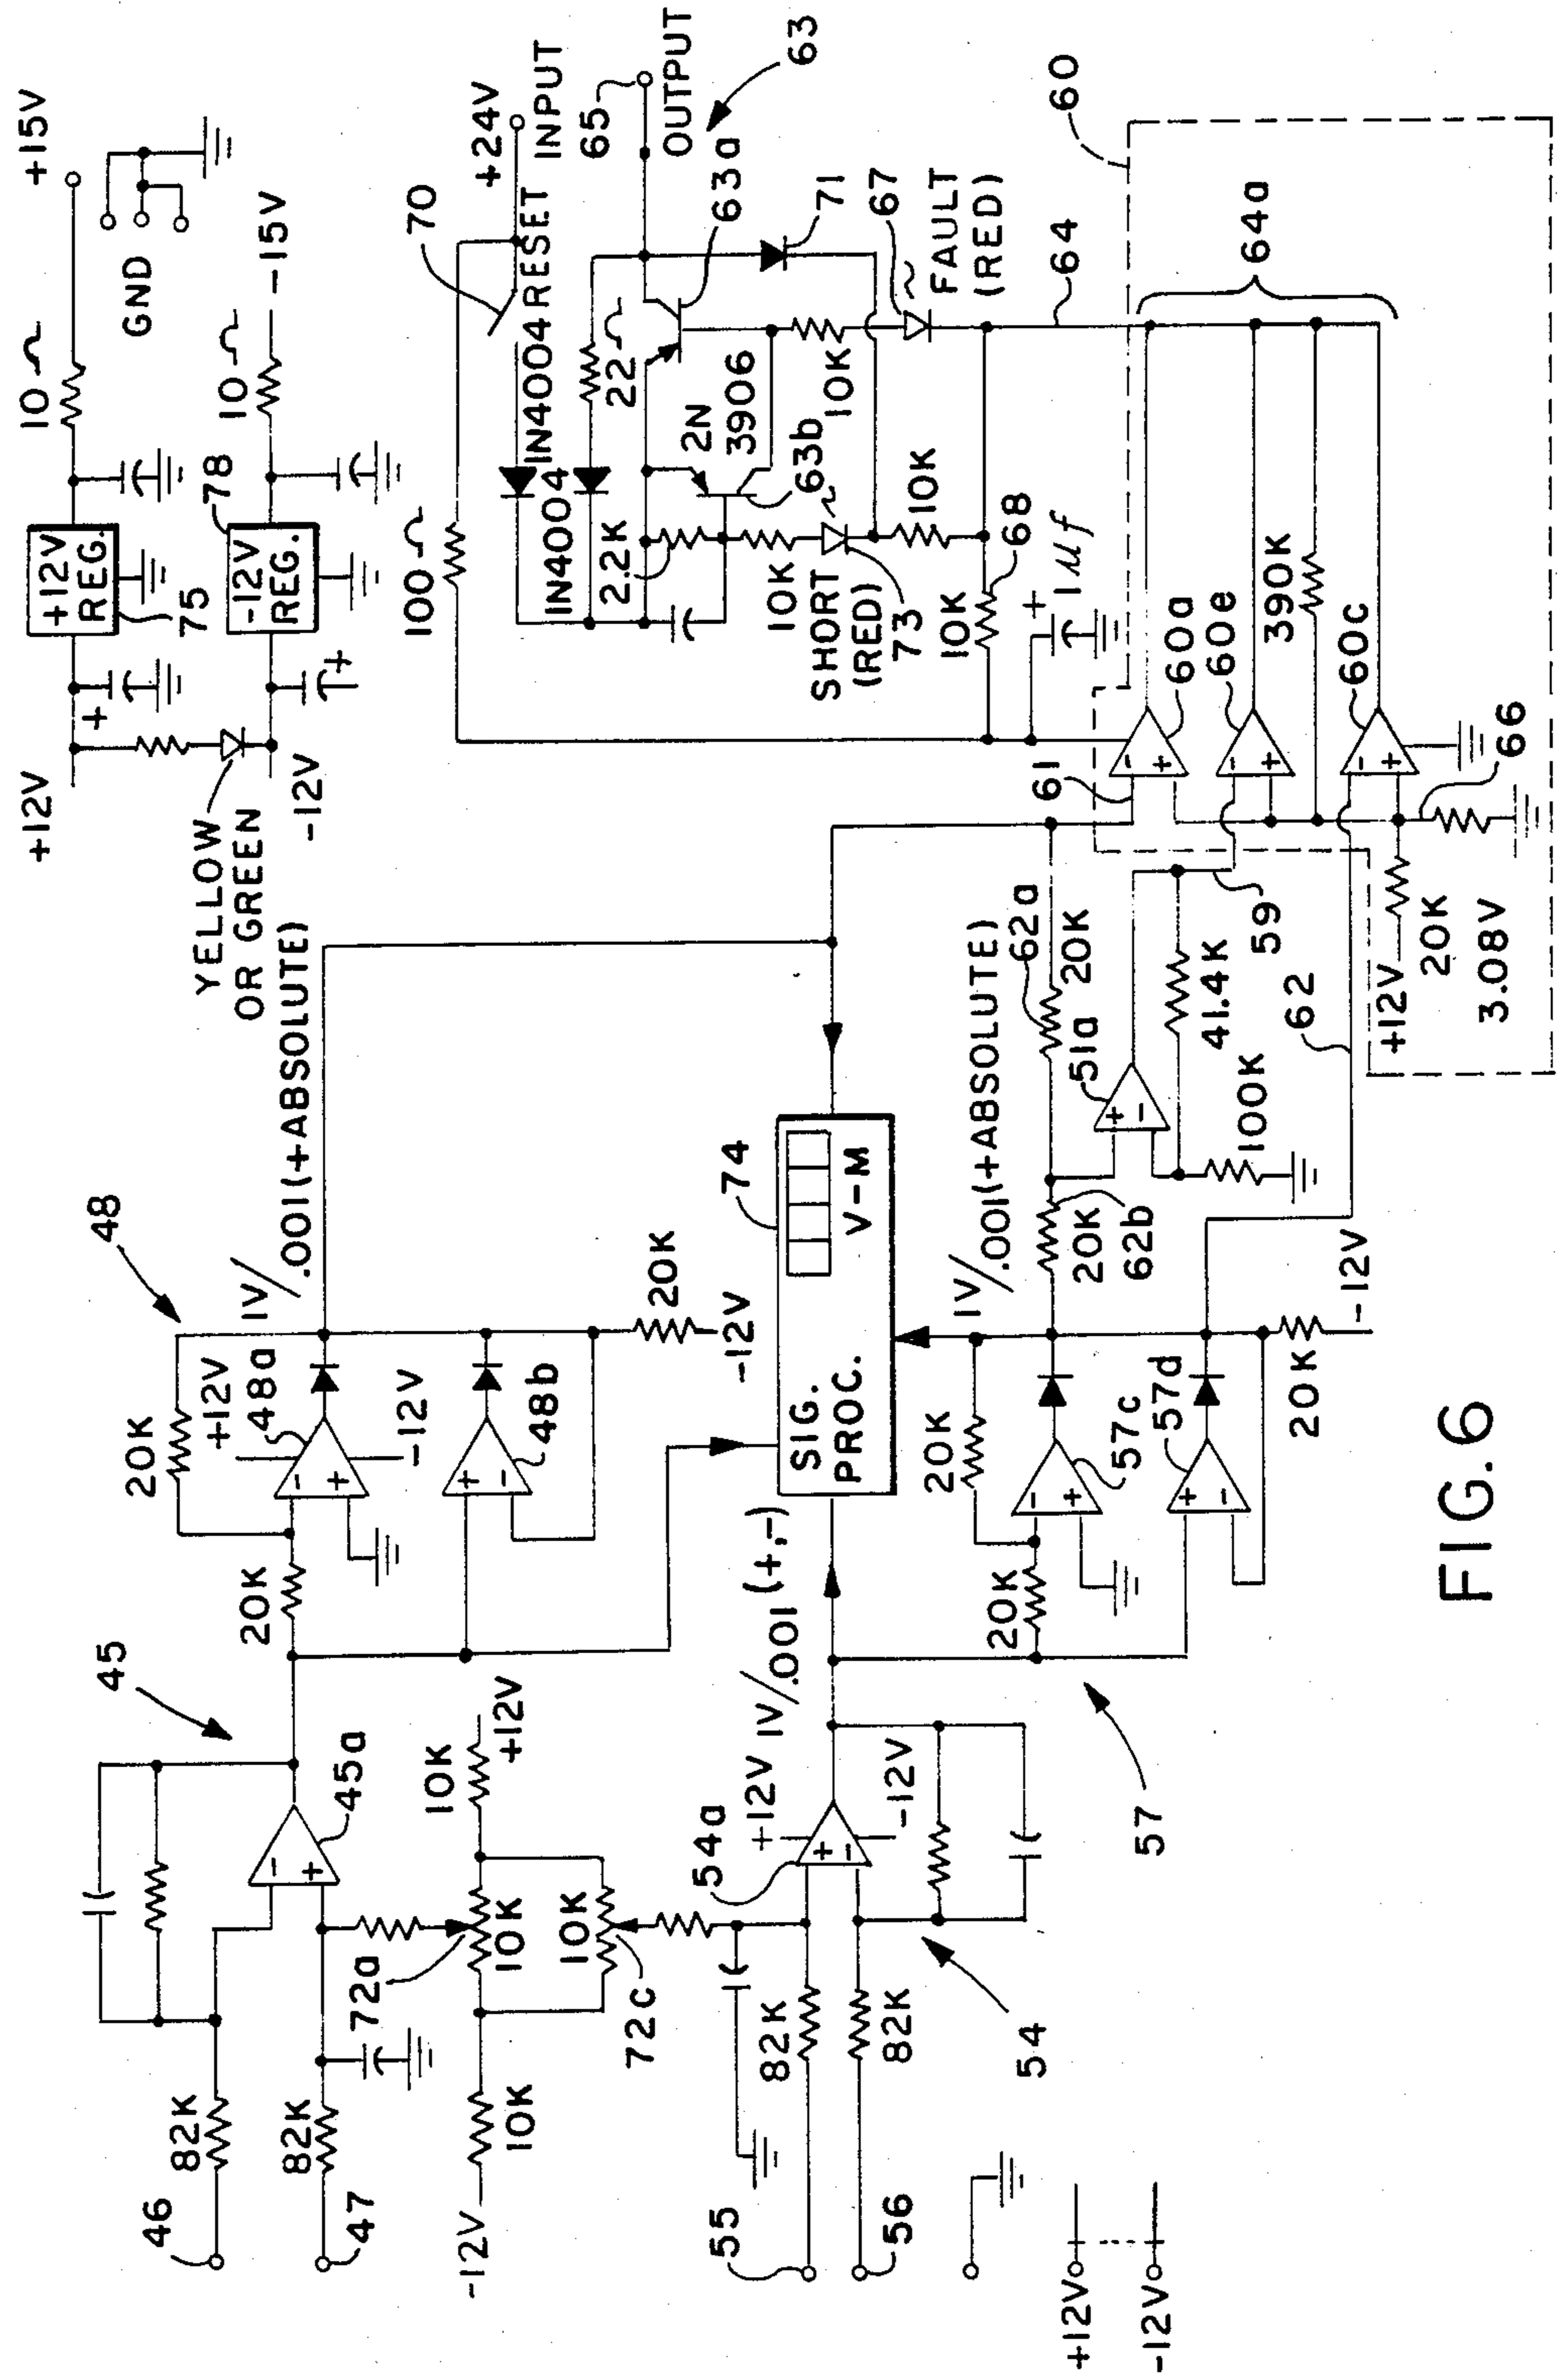 +12V
+12V
REG.
75
10
+15V
GND
YELLOW
OR GREEN
-12V
-12V
REG.
78
10
-15V
100
70
+24V
INPUT
RESET
IN4004
IN4004
22
65
OUTPUT
63
2.2K
2N
3906
63b
63a
10K
10K
71
67
FAULT
(RED)
SHORT
(RED)
73
10K
68
10K
+
1uf
64
60
61
60a
60e
390K
64a
60c
66
+12V
20K
3.08V
62
59
45
46
82K
82K
47
45a
72a
48
20K
20K
+12V
48a
-12V
48b
20K
-12V
1V/.001(+ABSOLUTE)
-12V
10K
10K
10K
+12V
10K
72c
55
82K
82K
56
54a
+12V
-12V
54
1V/.001 (+,-)
57
74
SIG.
PROC.
V-M
20K
20K
57c
57d
20K
-12V
1V/.001(+ABSOLUTE)
20K
62b
62a
20K
51a
41.4K
100K
+12V
-12V
FIG. 6